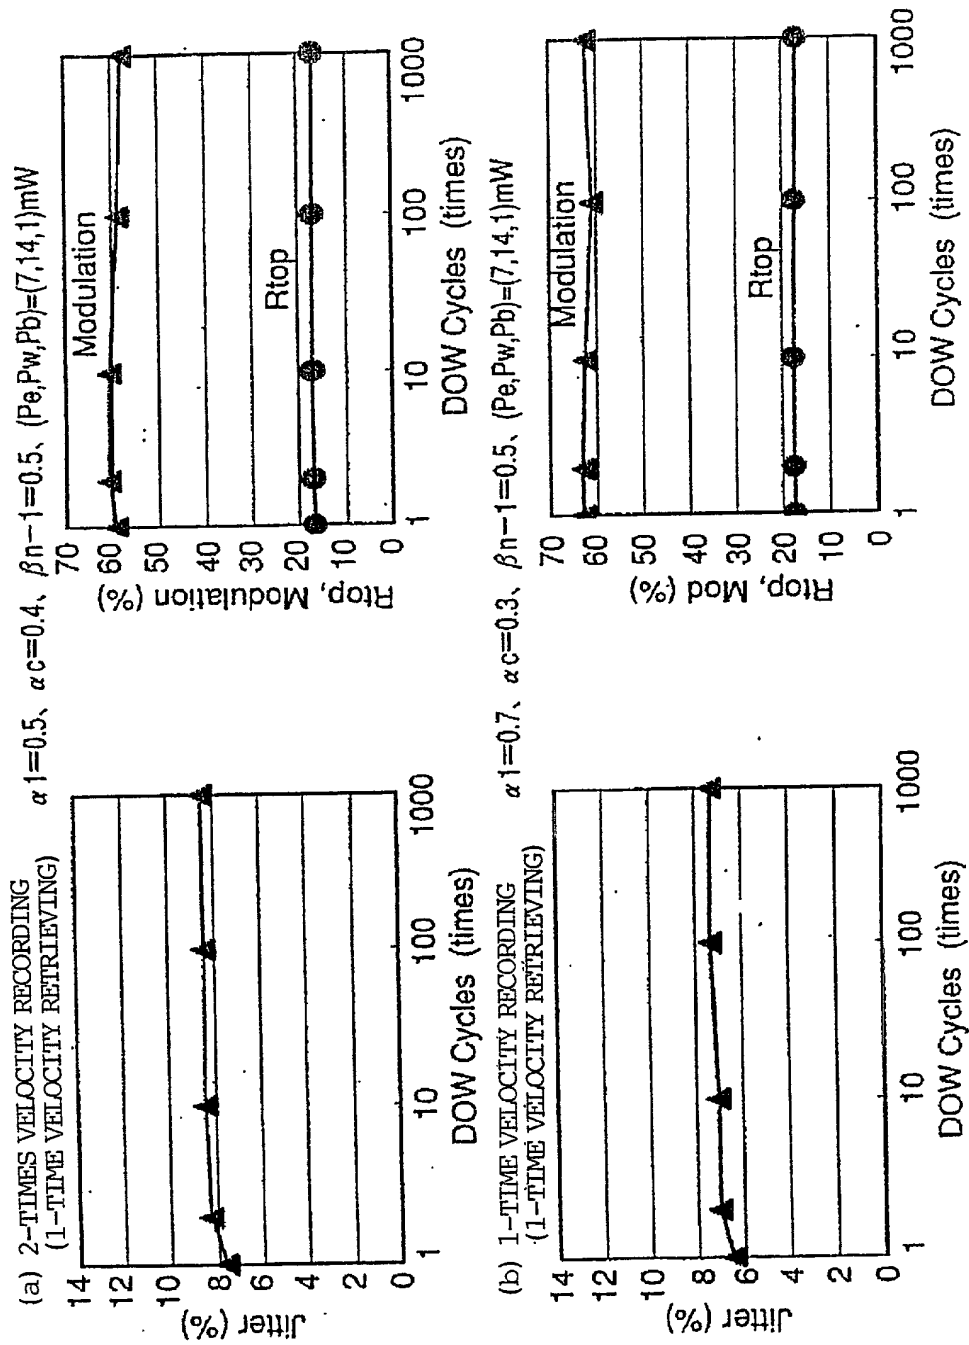 (a) 2-TIMES VELOCITY RECORDING
(1-TIME VELOCITY RETRIEVING)
α1=0.5、αc=0.4、βn-1=0.5、(Pe,Pw,Pb)=(7,14,1)mW
Jitter (%)
14
12
10
8
6
4
2
0
1
10
100
1000
DOW Cycles (times)
Rtop, Modulation (%)
70
60
50
40
30
20
10
0
Modulation
Rtop
1
10
100
1000
DOW Cycles (times)
(b) 1-TIME VELOCITY RECORDING
(1-TIME VELOCITY RETRIEVING)
α1=0.7、αc=0.3、βn-1=0.5、(Pe,Pw,Pb)=(7,14,1)mW
Jitter (%)
14
12
10
8
6
4
2
0
1
10
100
1000
DOW Cycles (times)
Rtop, Mod (%)
70
60
50
40
30
20
10
0
Modulation
Rtop
1
10
100
1000
DOW Cycles (times)